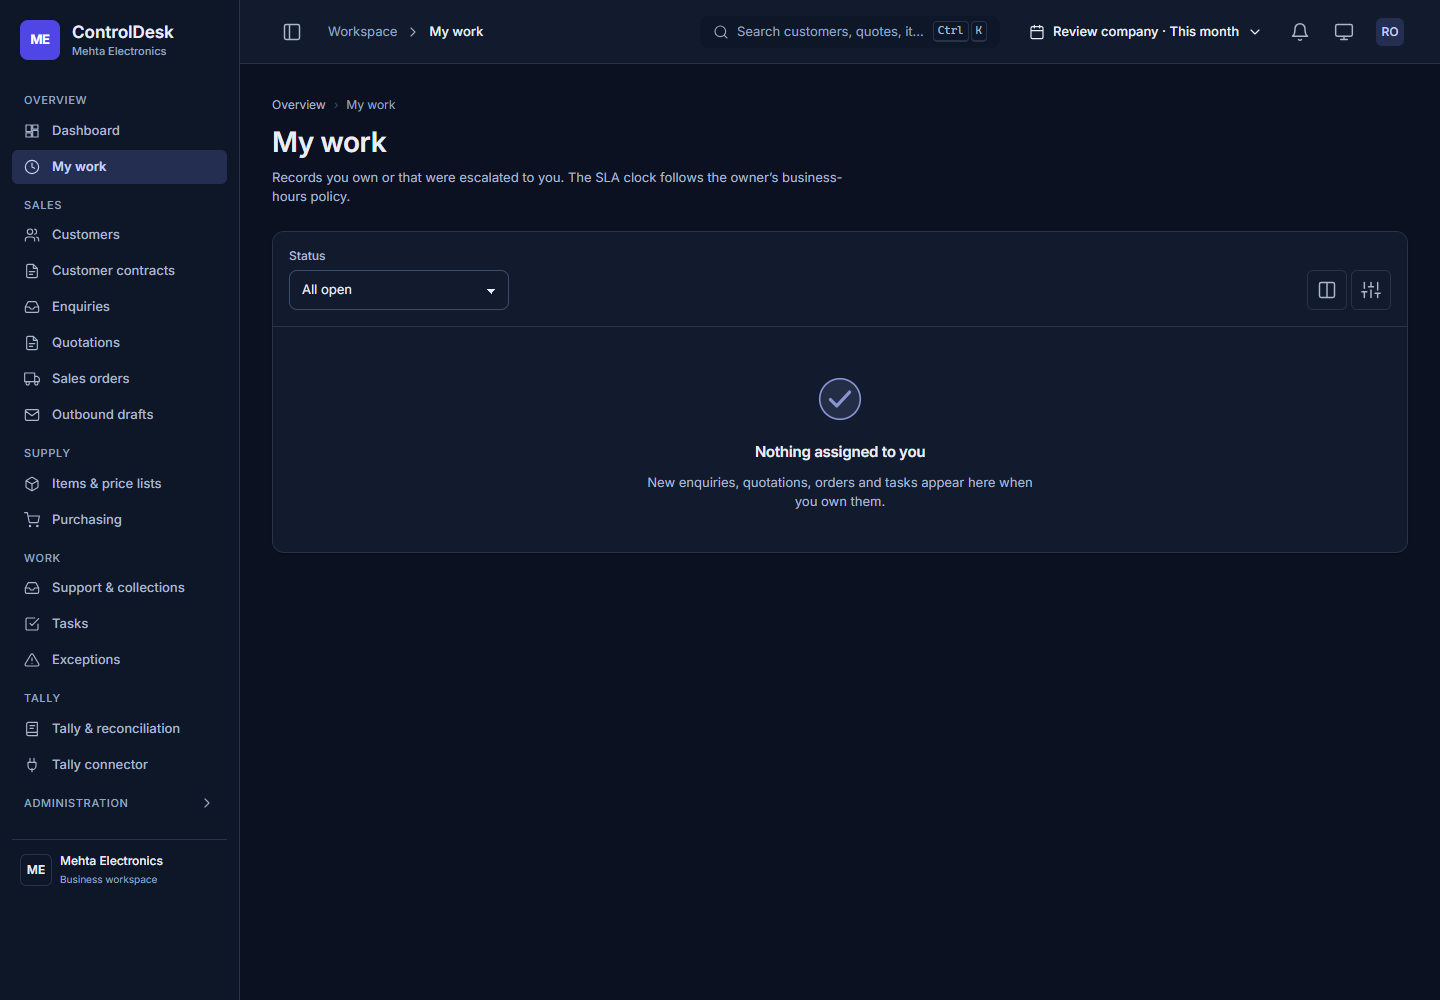 ME
ControlDesk
Mehta Electronics
OVERVIEW
Dashboard
My work
SALES
Customers
Customer contracts
Enquiries
Quotations
Sales orders
Outbound drafts
SUPPLY
Items & price lists
Purchasing
WORK
Support & collections
Tasks
Exceptions
TALLY
Tally & reconciliation
Tally connector
ADMINISTRATION
ME
Mehta Electronics
Business workspace
Workspace > My work
Search customers, quotes, it... Ctrl K
Review company · This month
RO
Overview › My work
My work
Records you own or that were escalated to you. The SLA clock follows the owner’s business-
hours policy.
Status
All open
Nothing assigned to you
New enquiries, quotations, orders and tasks appear here when
you own them.